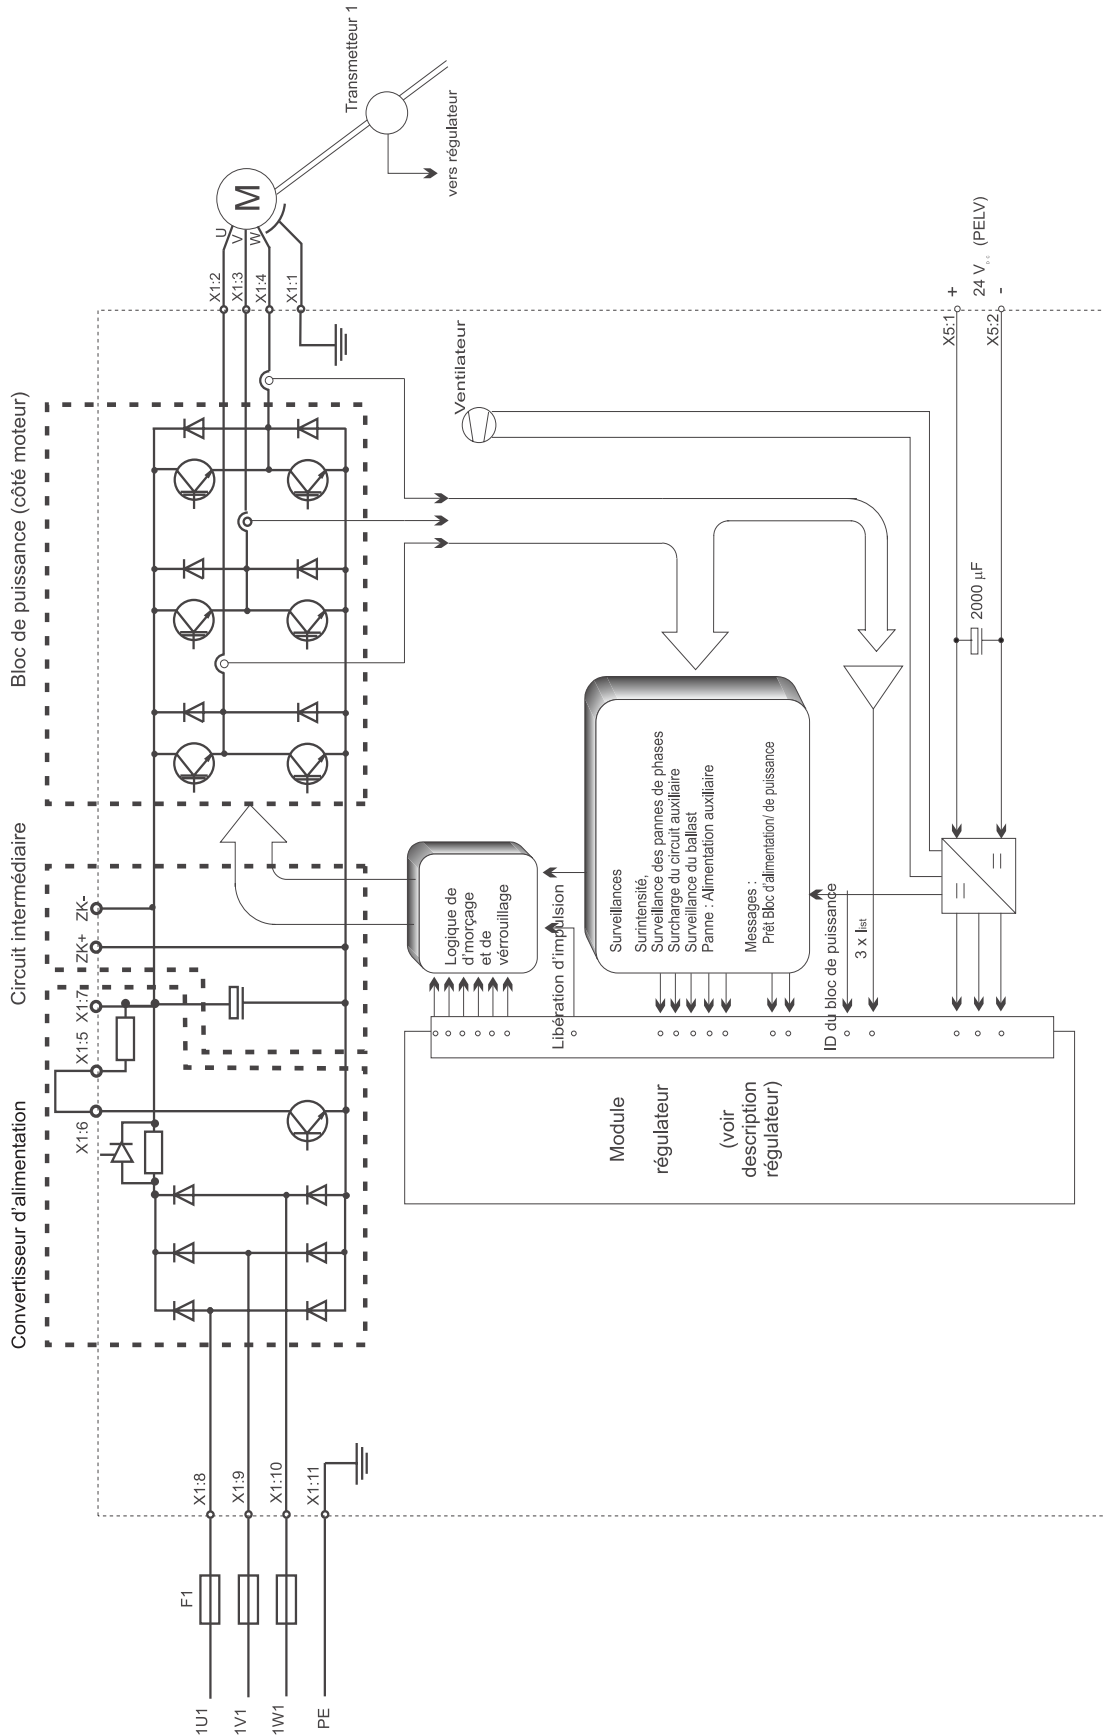 Convertisseur d'alimentation
Circuit intermédiaire
Bloc de puissance (côté moteur)
X1:6
X1:5
X1:7
ZK+
ZK-
1U1
1V1
1W1
PE
F1
X1:8
X1:9
X1:10
X1:11
X1:2
X1:3
X1:4
X1:1
U
V
W
M
Transmetteur 1
vers régulateur
Ventilateur
Logique de
d'morçage
et de
vérrouillage
Libération d'impulsion
Surveillances
Surintensité,
Surveillance des pannes de phases
Surcharge du circuit auxiliaire
Surveillance du ballast
Panne : Alimentation auxiliaire
Messages :
Prêt Bloc d'alimentation/ de puissance
ID du bloc de puissance
3 x Iist
Module
régulateur
(voir
description
régulateur)
2000 µF
X5:1
X5:2
+
24 V DC (PELV)
-